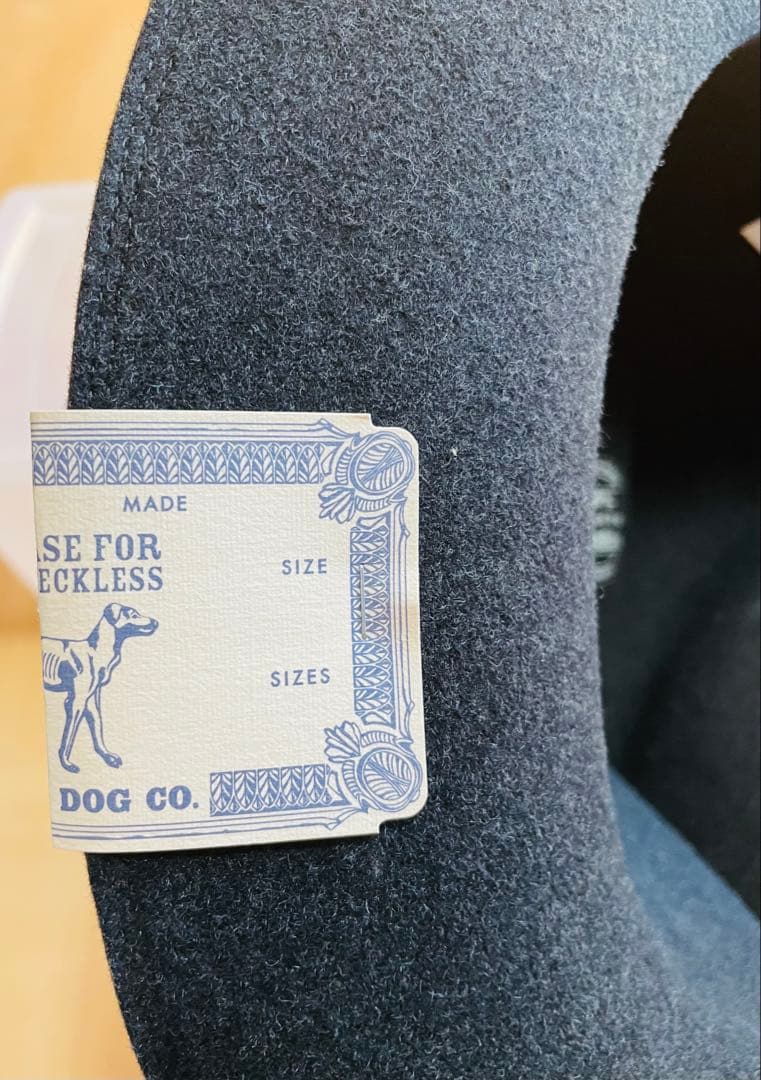 MADE
ASE FOR
ECKLESS
SIZE
SIZES
DOG CO.